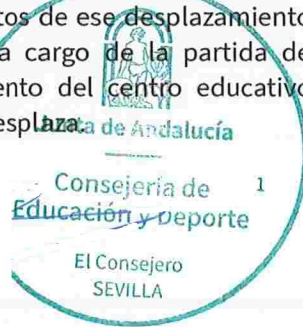 tos de ese desplazamiento
a cargo de la partida de
ento del centro educativo
esplaza.
Junta de Andalucía
Consejería de
1
Educación y Deporte
El Consejero
SEVILLA